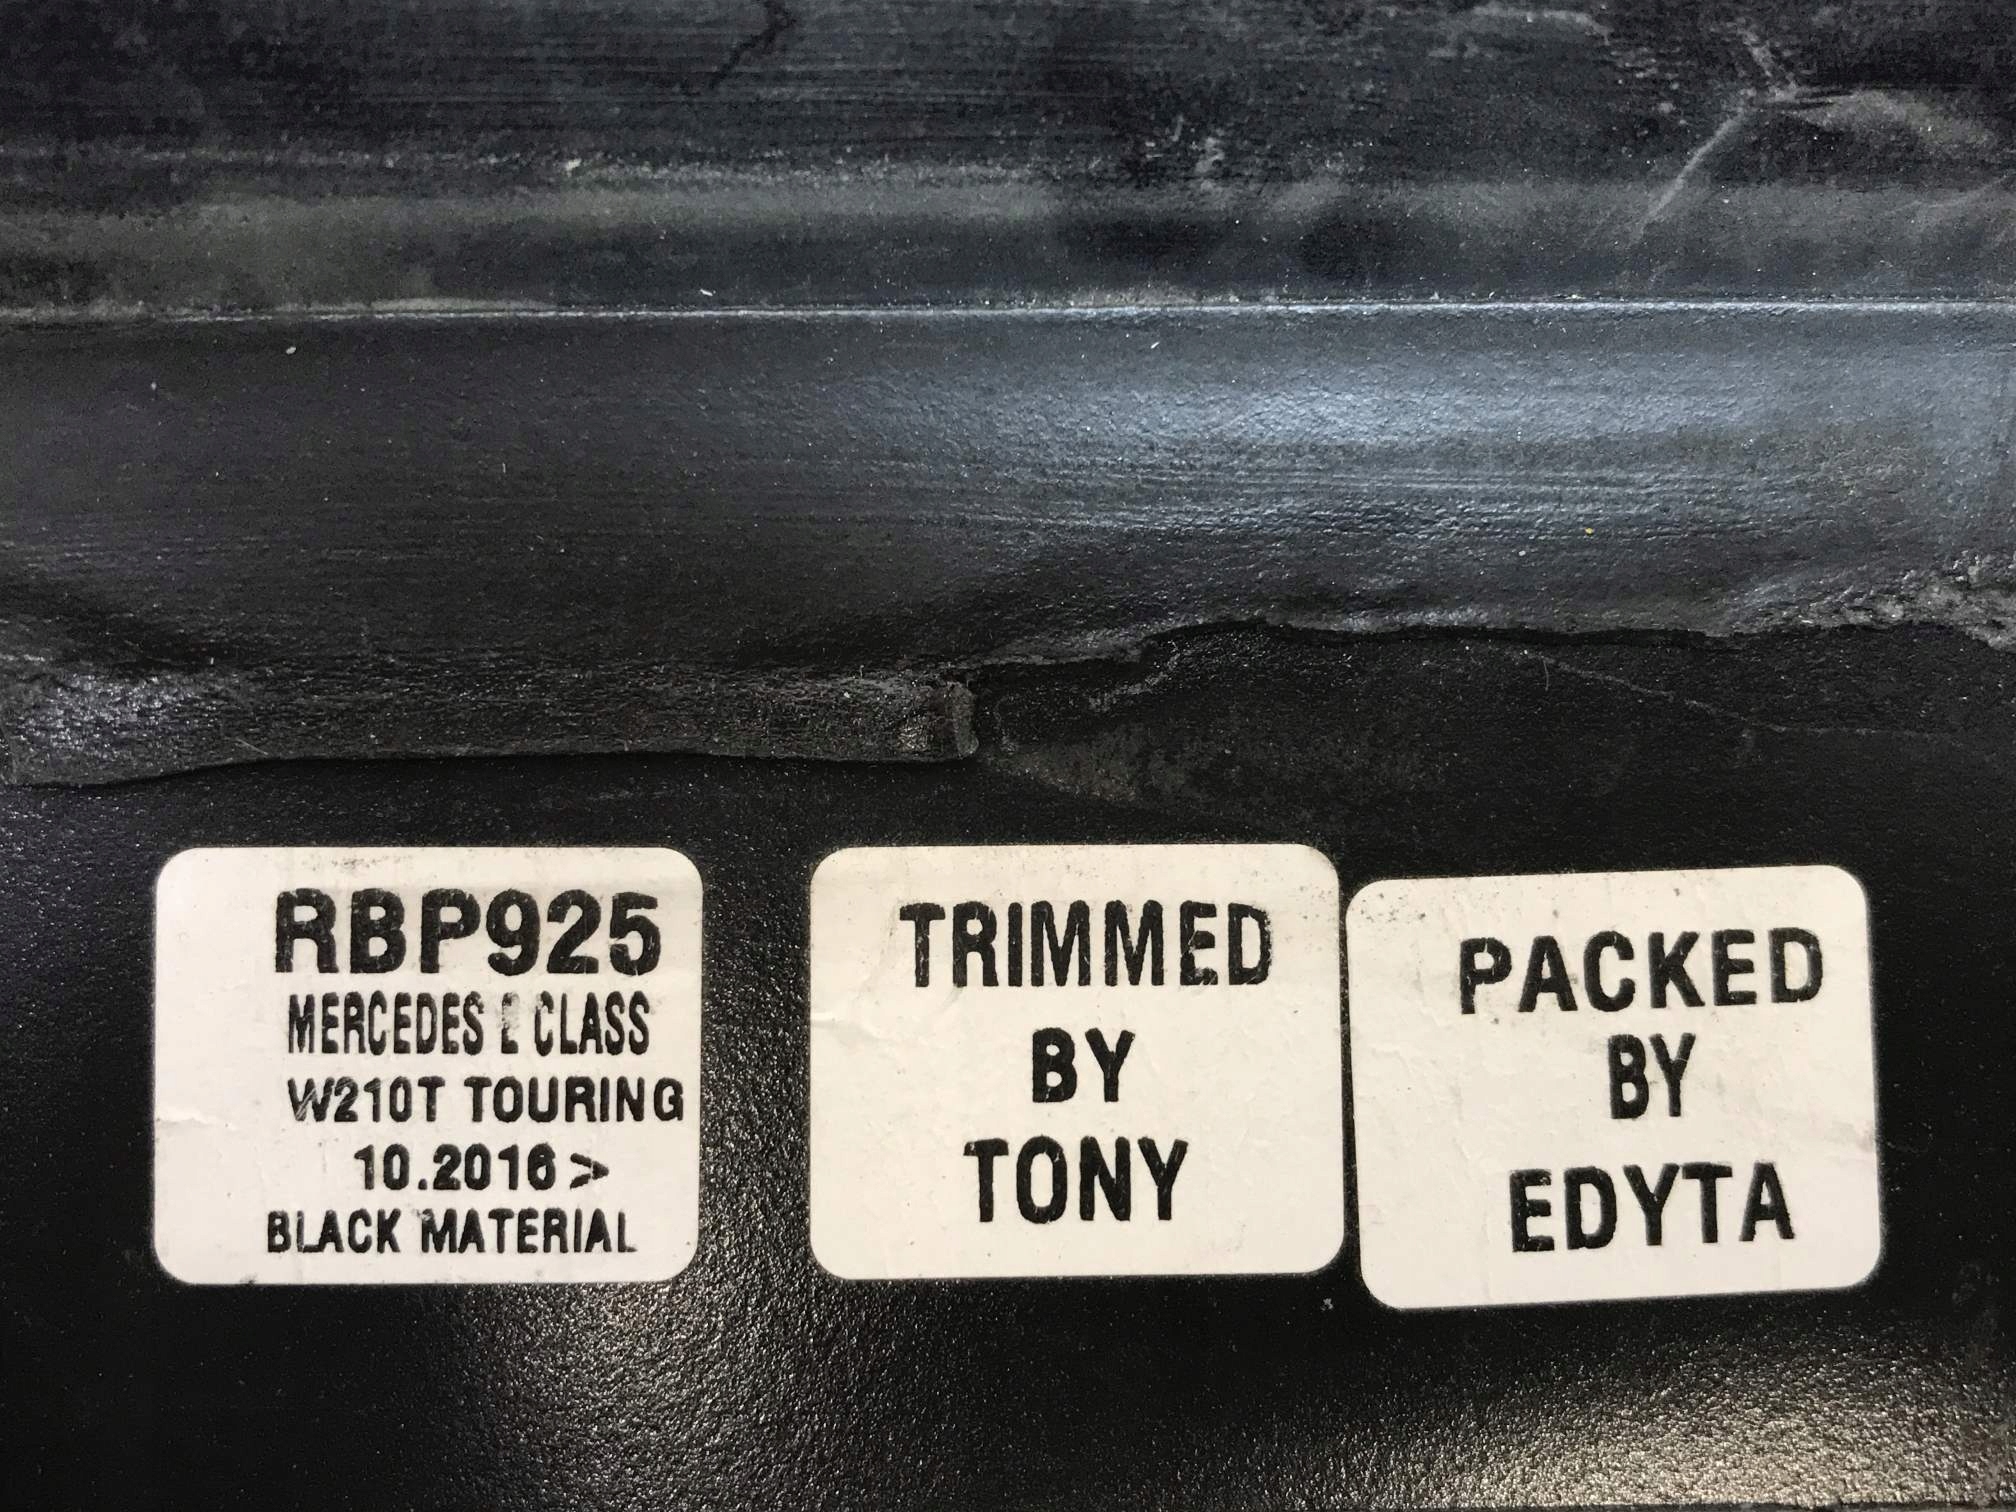 RBP925
MERCEDES E CLASS
W210T TOURING
10.2016 >
BLACK MATERIAL
TRIMMED
BY
TONY
PACKED
BY
EDYTA